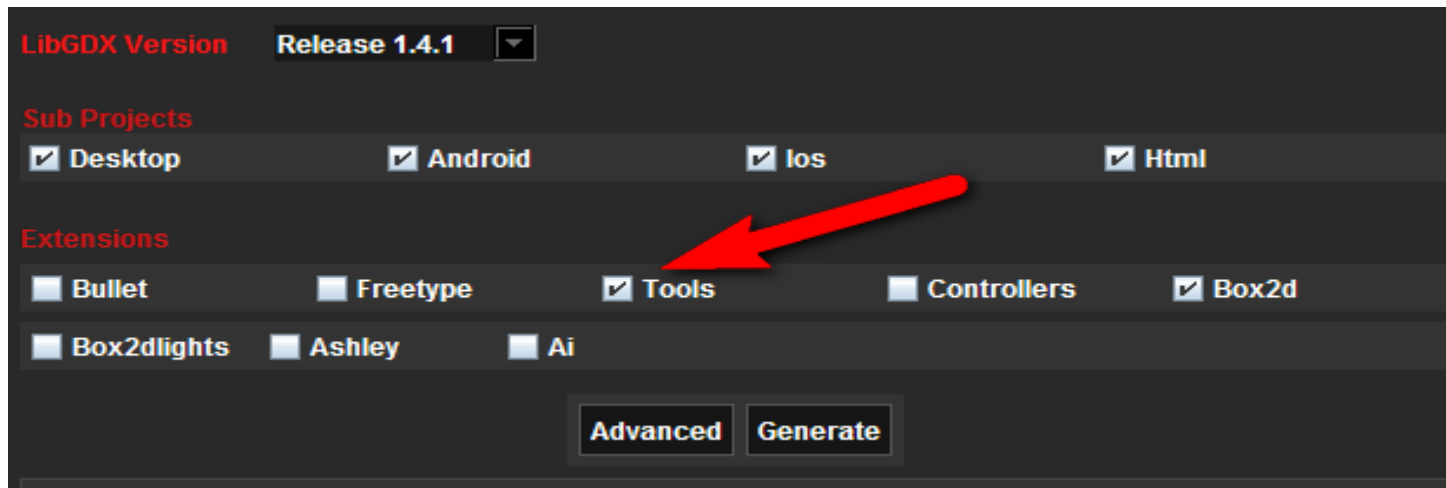 LibGDX Version Release 1.4.1
Sub Projects
Desktop Android Ios Html
Extensions
Bullet Freetype Tools Controllers Box2d
Box2dlights Ashley Ai
Advanced Generate